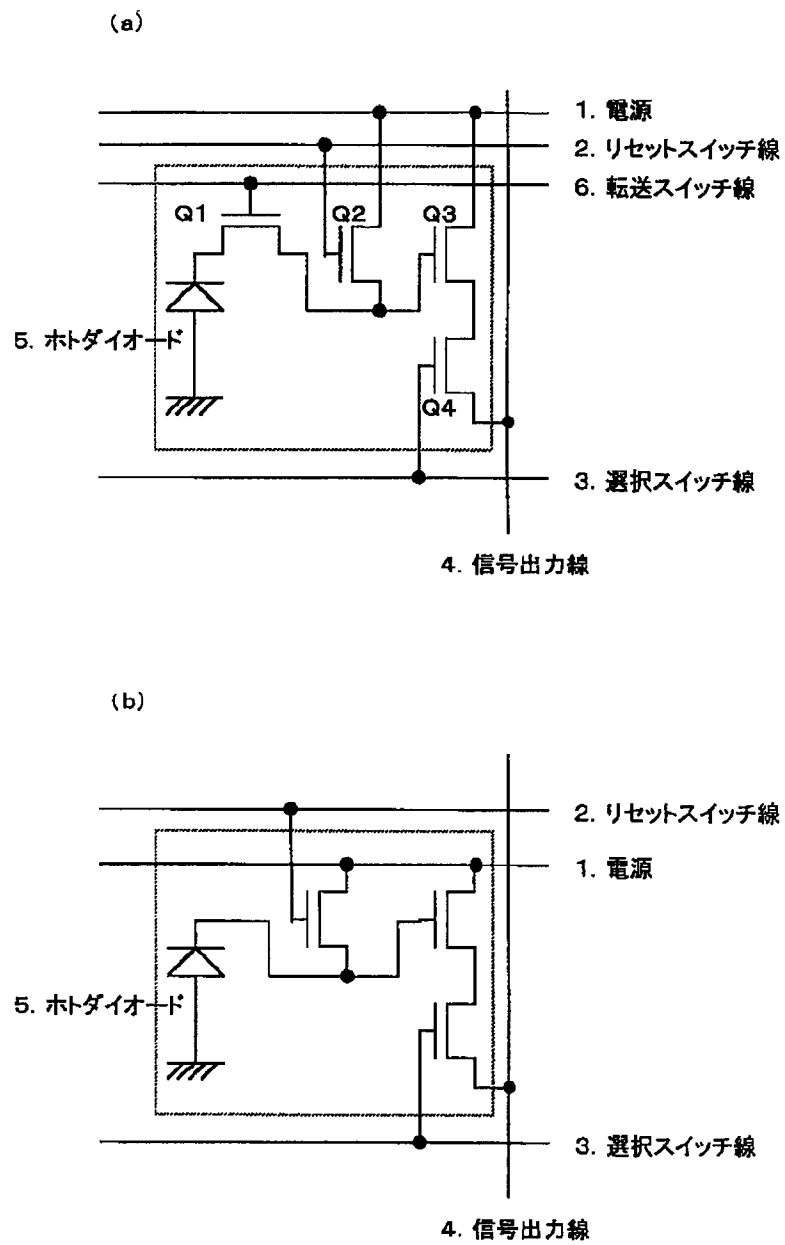 (a)
1. 電源
2. リセットスイッチ線
6. 転送スイッチ線
Q1 Q2 Q3
5. ホトダイオード
Q4
3. 選択スイッチ線
4. 信号出力線
(b)
2. リセットスイッチ線
1. 電源
5. ホトダイオード
3. 選択スイッチ線
4. 信号出力線